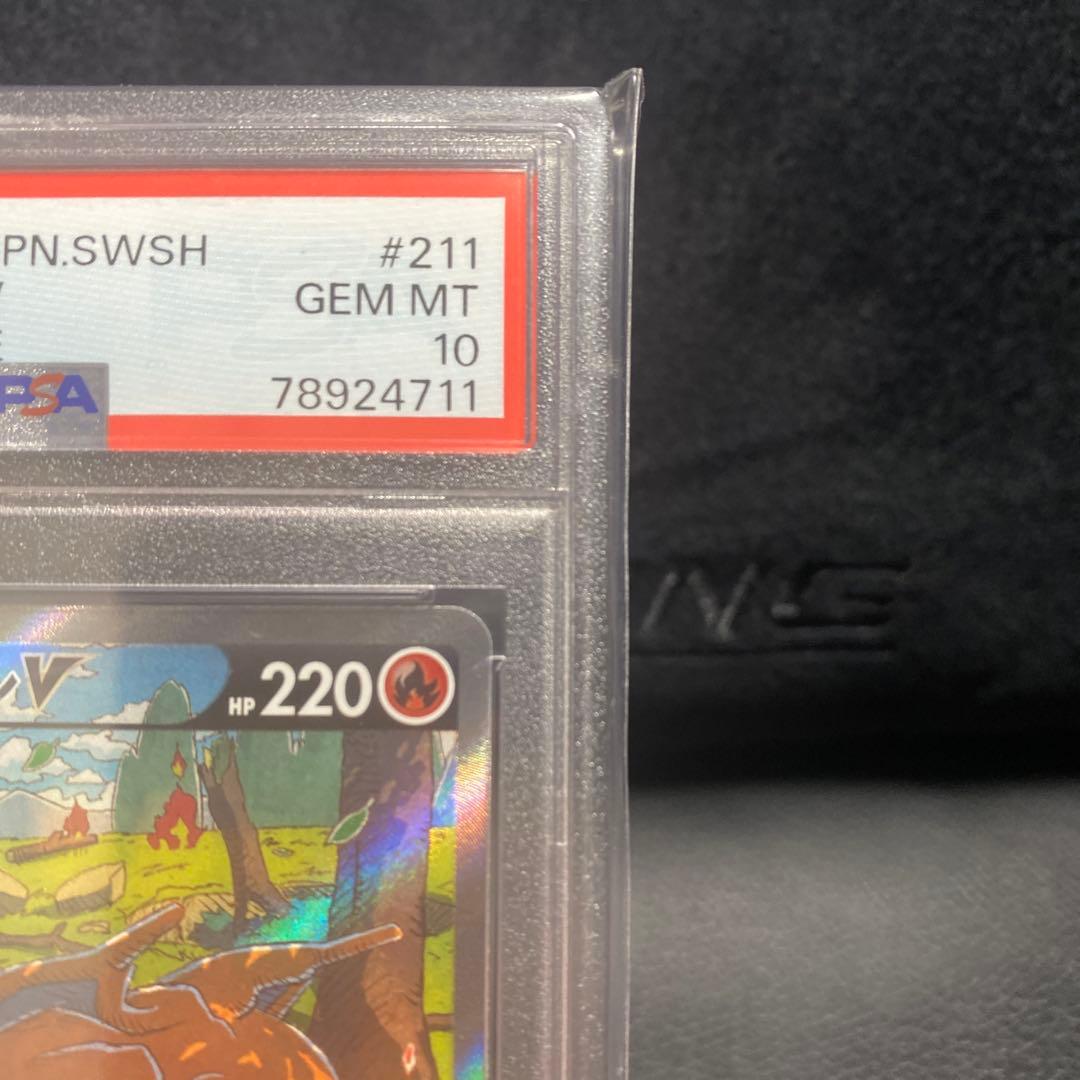 PN.SWSH #211
GEM MT
10
PSA 78924711
V HP 220